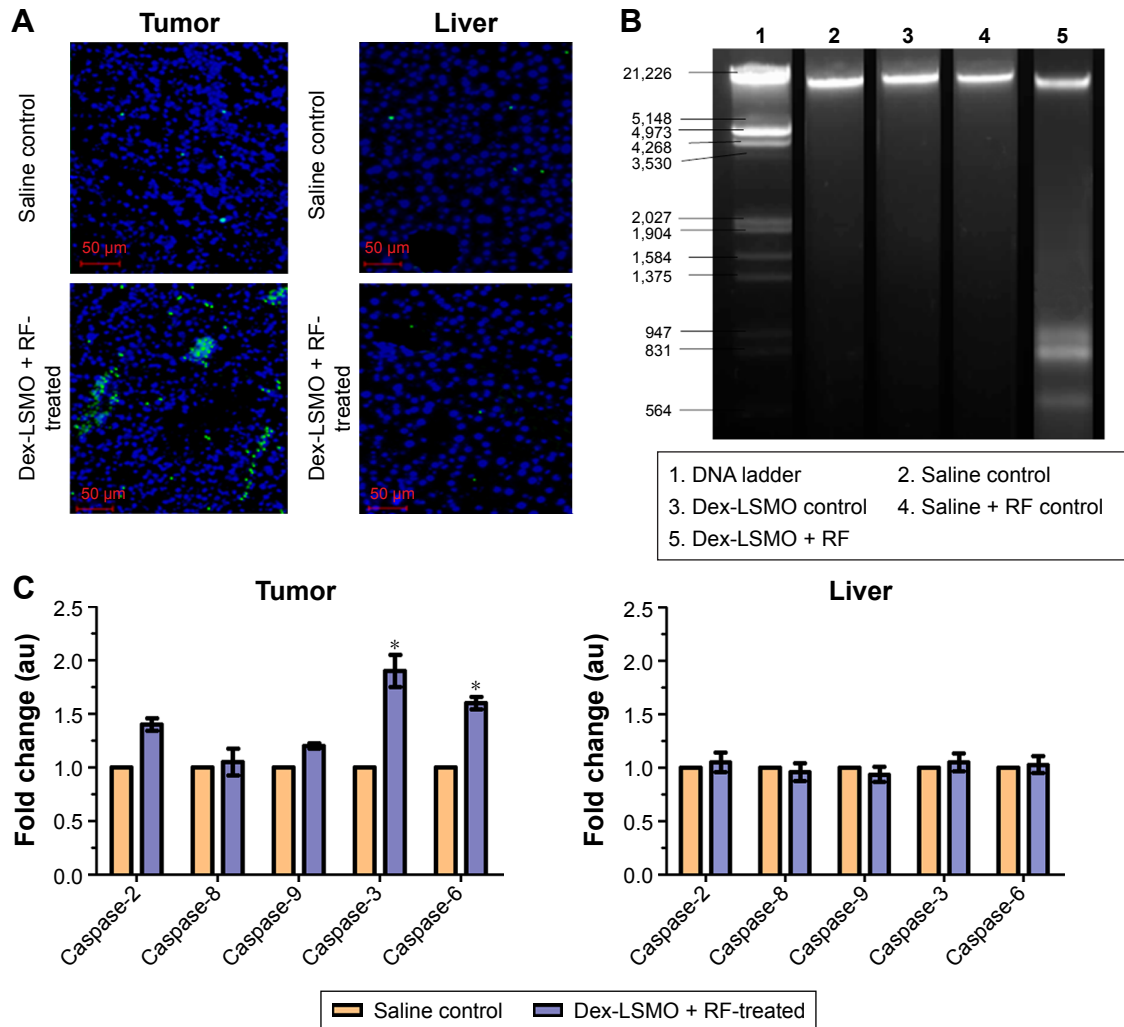 A
Tumor
Liver
Saline control
Saline control
50 µm
50 µm
Dex-LSMO + RF-
treated
Dex-LSMO + RF-
treated
50 µm
50 µm
B
1 2 3 4 5
21,226
5,148
4,973
4,268
3,530
2,027
1,904
1,584
1,375
947
831
564
1. DNA ladder 2. Saline control
3. Dex-LSMO control 4. Saline + RF control
5. Dex-LSMO + RF
C
Tumor
Fold change (au)
2.5
2.0
1.5
1.0
0.5
0.0
*
*
Caspase-2
Caspase-8
Caspase-9
Caspase-3
Caspase-6
Liver
Fold change (au)
2.5
2.0
1.5
1.0
0.5
0.0
Caspase-2
Caspase-8
Caspase-9
Caspase-3
Caspase-6
Saline control Dex-LSMO + RF-treated